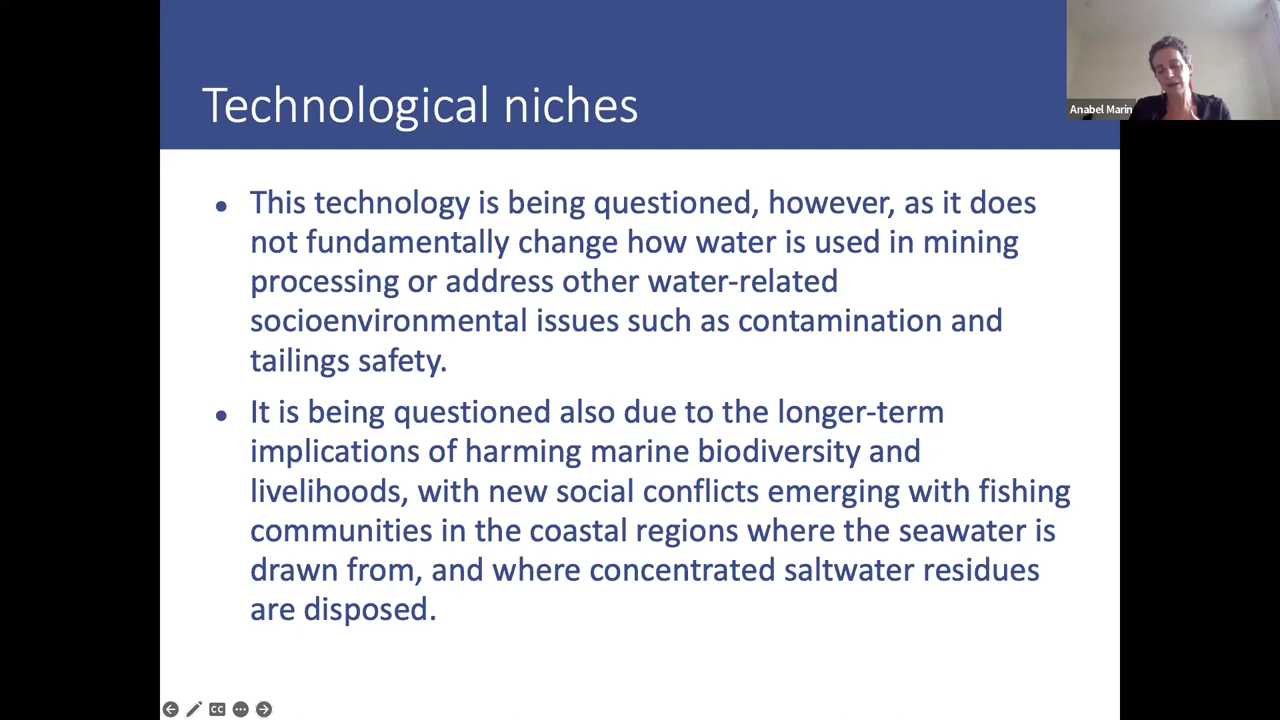 Technological niches
Anabel Marin
• This technology is being questioned, however, as it does
not fundamentally change how water is used in mining
processing or address other water-related
socioenvironmental issues such as contamination and
tailings safety.
• It is being questioned also due to the longer-term
implications of harming marine biodiversity and
livelihoods, with new social conflicts emerging with fishing
communities in the coastal regions where the seawater is
drawn from, and where concentrated saltwater residues
are disposed.
CC